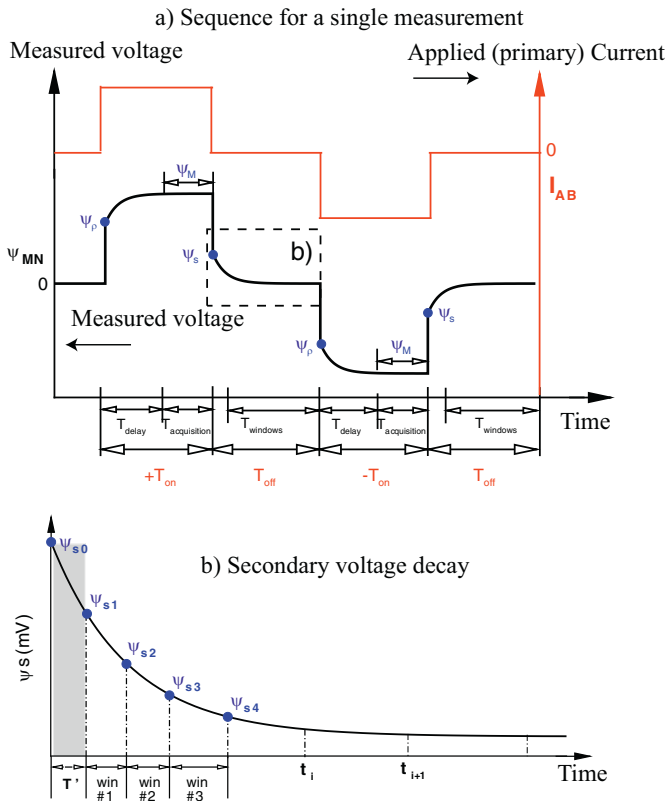 a) Sequence for a single measurement
Measured voltage
Applied (primary) Current
ψM
0
IAB
ψρ
ψs
b)
ψMN
0
ψs
Measured voltage
ψρ
ψM
Time
Tdelay
Tacquisition
Twindows
Tdelay
Tacquisition
Twindows
+Ton
Toff
-Ton
Toff
b) Secondary voltage decay
ψs0
ψs1
ψs2
ψs3
ψs4
ψs (mV)
ti
ti+1
T'
win #1
win #2
win #3
Time